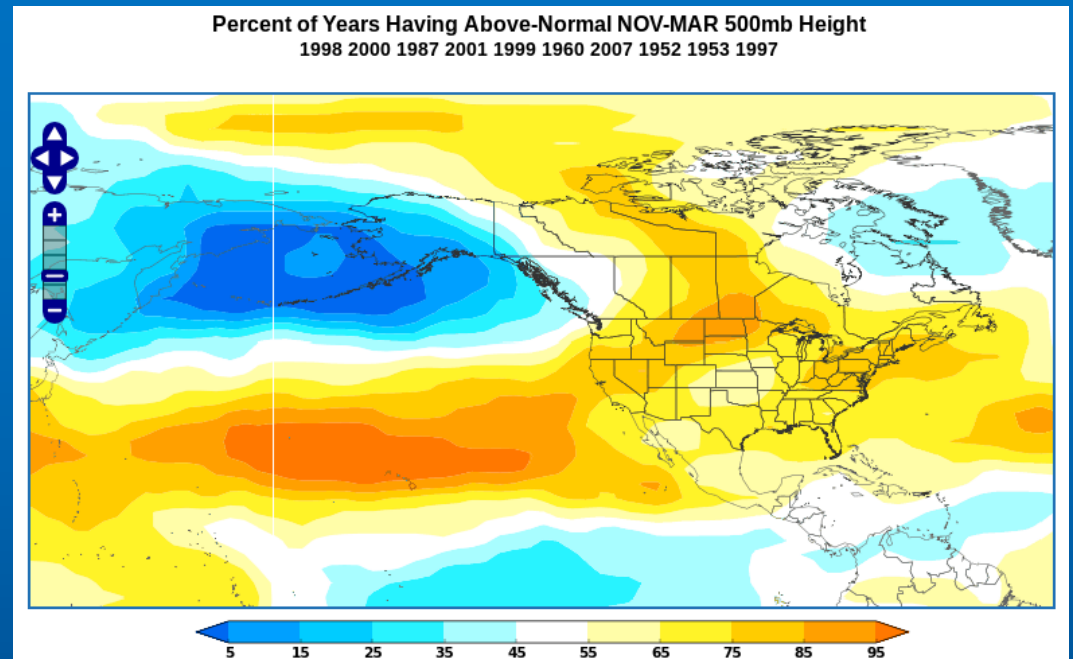 Percent of Years Having Above-Normal NOV-MAR 500mb Height
1998 2000 1987 2001 1999 1960 2007 1952 1953 1997
5 15 25 35 45 55 65 75 85 95